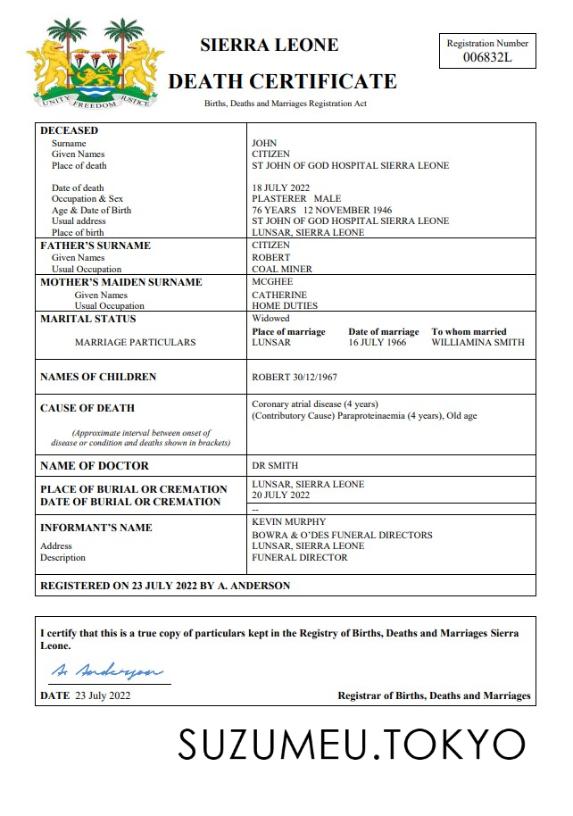 UNITY FREEDOM JUSTICE
SIERRA LEONE
DEATH CERTIFICATE
Births, Deaths and Marriages Registration Act
Registration Number
006832L
DECEASED
Surname JOHN
Given Names CITIZEN
Place of death ST JOHN OF GOD HOSPITAL SIERRA LEONE
Date of death 18 JULY 2022
Occupation & Sex PLASTERER MALE
Age & Date of Birth 76 YEARS 12 NOVEMBER 1946
Usual address ST JOHN OF GOD HOSPITAL SIERRA LEONE
Place of birth LUNSAR, SIERRA LEONE
FATHER'S SURNAME CITIZEN
Given Names ROBERT
Usual Occupation COAL MINER
MOTHER'S MAIDEN SURNAME MCGHEE
Given Names CATHERINE
Usual Occupation HOME DUTIES
MARITAL STATUS Widowed
Place of marriage Date of marriage To whom married
MARRIAGE PARTICULARS LUNSAR 16 JULY 1966 WILLIAMINA SMITH
NAMES OF CHILDREN ROBERT 30/12/1967
CAUSE OF DEATH Coronary atrial disease (4 years)
(Contributory Cause) Paraproteinaemia (4 years), Old age
(Approximate interval between onset of
disease or condition and deaths shown in brackets)
NAME OF DOCTOR DR SMITH
PLACE OF BURIAL OR CREMATION LUNSAR, SIERRA LEONE
DATE OF BURIAL OR CREMATION 20 JULY 2022
--
INFORMANT'S NAME KEVIN MURPHY
BOWRA & O'DES FUNERAL DIRECTORS
Address LUNSAR, SIERRA LEONE
Description FUNERAL DIRECTOR
REGISTERED ON 23 JULY 2022 BY A. ANDERSON
I certify that this is a true copy of particulars kept in the Registry of Births, Deaths and Marriages Sierra
Leone.
A. Anderson
DATE 23 July 2022 Registrar of Births, Deaths and Marriages
SUZUMEU.TOKYO